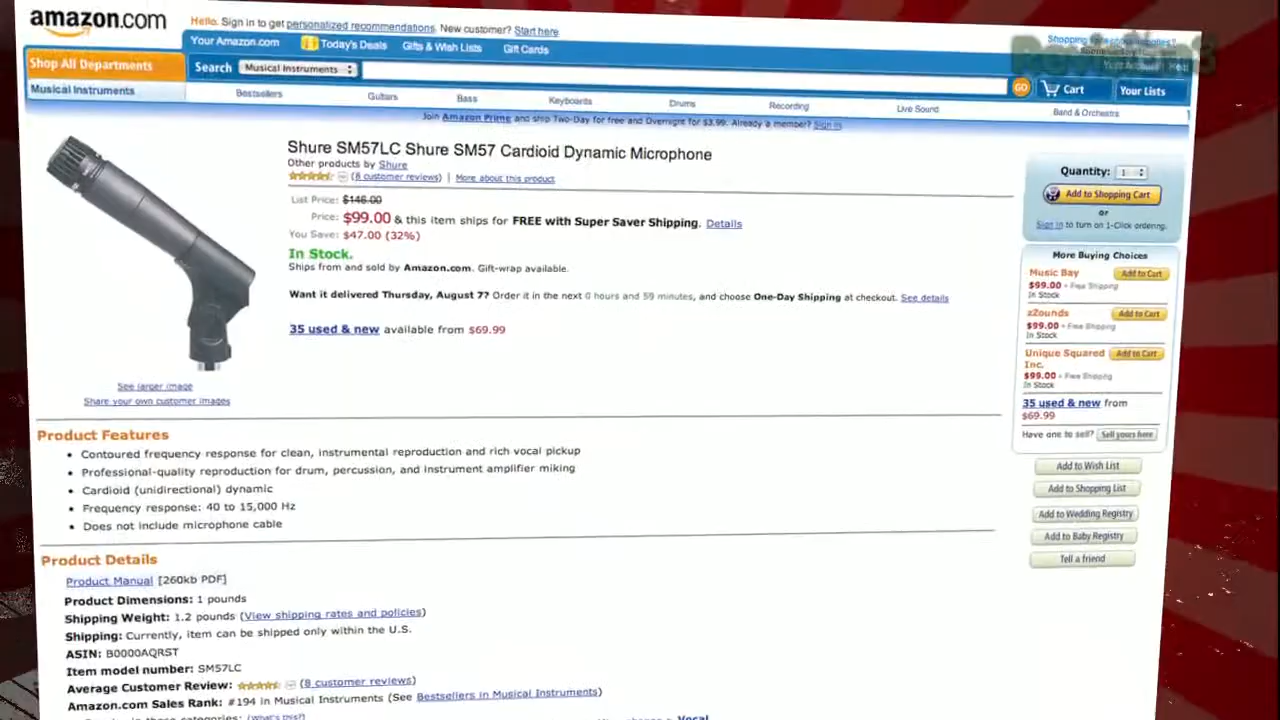 amazon.com
Hello. Sign in to get personalized recommendations. New customer? Start here
Your Amazon.com Today's Deals Gifts & Wish Lists Gift Cards
Shop All Departments
Search Musical Instruments GO Cart Your Lists
Musical Instruments Bestsellers Guitars Bass Keyboards Drums Recording Live Sound Band & Orchestra
Join Amazon Prime and ship Two-Day for free and Overnight for $3.99. Already a member? Sign in
Shure SM57LC Shure SM57 Cardioid Dynamic Microphone
Other products by Shure
(8 customer reviews) | More about this product
List Price: $146.00
Price: $99.00 & this item ships for FREE with Super Saver Shipping. Details
You Save: $47.00 (32%)
In Stock.
Ships from and sold by Amazon.com. Gift-wrap available.
Want it delivered Thursday, August 7? Order it in the next 0 hours and 59 minutes, and choose One-Day Shipping at checkout. See details
35 used & new available from $69.99
See larger image
Share your own customer images
Quantity: 1
Add to Shopping Cart
or
Sign in to turn on 1-Click ordering.
More Buying Choices
Music Bay Add to Cart
$99.00 + Free Shipping
In Stock
zZounds Add to Cart
$99.00 + Free Shipping
In Stock
Unique Squared Inc. Add to Cart
$99.00 + Free Shipping
In Stock
35 used & new from
$69.99
Have one to sell? Sell yours here
Add to Wish List
Add to Shopping List
Add to Wedding Registry
Add to Baby Registry
Tell a friend
Product Features
• Contoured frequency response for clean, instrumental reproduction and rich vocal pickup
• Professional-quality reproduction for drum, percussion, and instrument amplifier miking
• Cardioid (unidirectional) dynamic
• Frequency response: 40 to 15,000 Hz
• Does not include microphone cable
Product Details
Product Manual [260kb PDF]
Product Dimensions: 1 pounds
Shipping Weight: 1.2 pounds (View shipping rates and policies)
Shipping: Currently, item can be shipped only within the U.S.
ASIN: B0000AQRST
Item model number: SM57LC
Average Customer Review: (8 customer reviews)
Amazon.com Sales Rank: #194 in Musical Instruments (See Bestsellers in Musical Instruments)
(What's this?)
Vocal